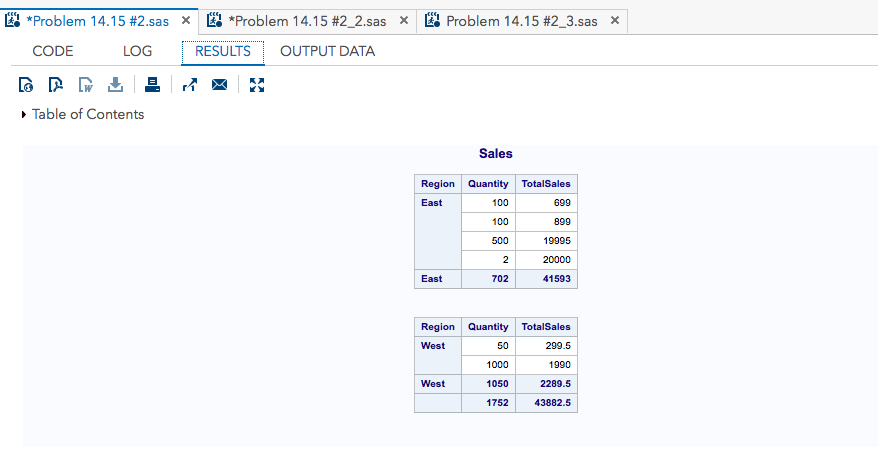 *Problem 14.15 #2.sas × *Problem 14.15 #2_2.sas × Problem 14.15 #2_3.sas ×
CODE LOG RESULTS OUTPUT DATA
Table of Contents
Sales
Region Quantity TotalSales
East 100 699
100 899
500 19995
2 20000
East 702 41593
Region Quantity TotalSales
West 50 299.5
1000 1990
West 1050 2289.5
1752 43882.5